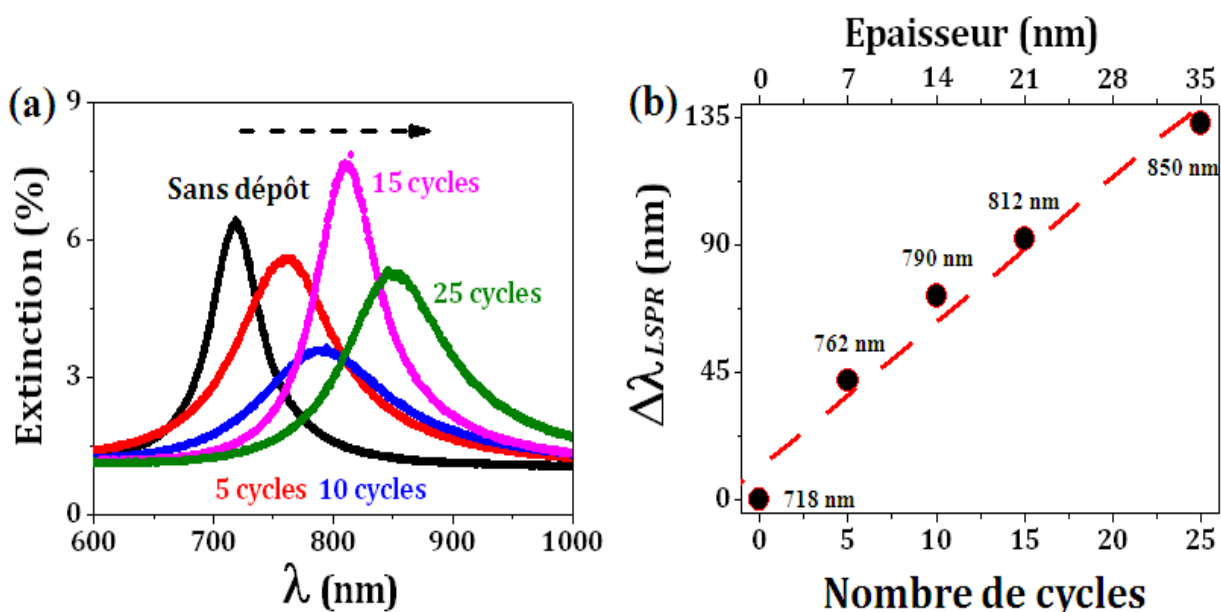 (a)
Extinction (%)
9
6
3
0
Sans dépôt
15 cycles
25 cycles
5 cycles
10 cycles
600 700 800 900 1000
λ (nm)
(b)
Epaisseur (nm)
0 7 14 21 28 35
Δλ LSPR (nm)
135
90
45
0
850 nm
812 nm
790 nm
762 nm
718 nm
0 5 10 15 20 25
Nombre de cycles